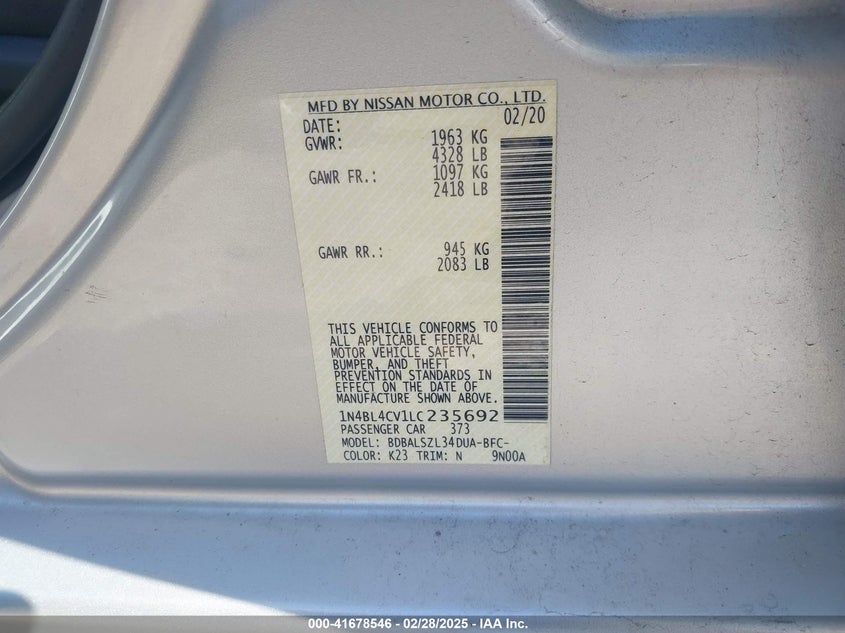 MFD BY NISSAN MOTOR CO., LTD.
DATE: 02/20
GVWR: 1963 KG
4328 LB
GAWR FR.: 1097 KG
2418 LB
GAWR RR.: 945 KG
2083 LB
THIS VEHICLE CONFORMS TO
ALL APPLICABLE FEDERAL
MOTOR VEHICLE SAFETY,
BUMPER, AND THEFT
PREVENTION STANDARDS IN
EFFECT ON THE DATE OF
MANUFACTURE SHOWN ABOVE.
1N4BL4CV1LC235692
PASSENGER CAR 373
MODEL: BDBALSZL34DUA-BFC-
COLOR: K23 TRIM: N 9N00A
000-41678546 - 02/28/2025 - IAA Inc.